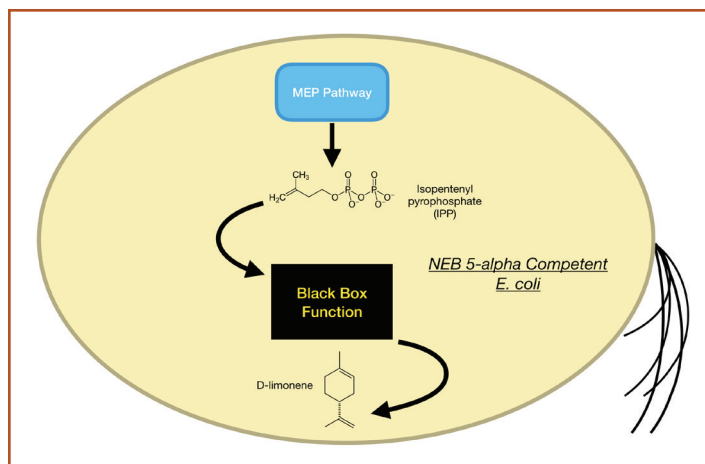 MEP Pathway
CH₃
H₂C
O
P
O
P
O⁻
O
O
O⁻
O⁻
Isopentenyl
pyrophosphate
(IPP)
NEB 5-alpha Competent
E. coli
Black Box
Function
D-limonene